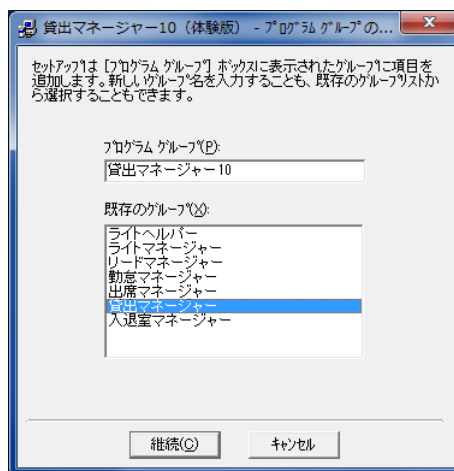 貸出マネージャー10（体験版） - ﾌﾟﾛｸﾞﾗﾑ ｸﾞﾙｰﾌﾟの...
ｾｯﾄｱｯﾌﾟは [ﾌﾟﾛｸﾞﾗﾑ ｸﾞﾙｰﾌﾟ] ﾎﾞｯｸｽに表示されたｸﾞﾙｰﾌﾟに項目を
追加します。新しいｸﾞﾙｰﾌﾟ名を入力することも、既存のｸﾞﾙｰﾌﾟﾘｽﾄか
ら選択することもできます。
ﾌﾟﾛｸﾞﾗﾑ ｸﾞﾙｰﾌﾟ(P):
貸出マネージャー10
既存のｸﾞﾙｰﾌﾟ(X):
ライトヘルパー
ライトマネージャー
リードマネージャー
勤怠マネージャー
出席マネージャー
貸出マネージャー
入退室マネージャー
継続(C)
ｷｬﾝｾﾙ